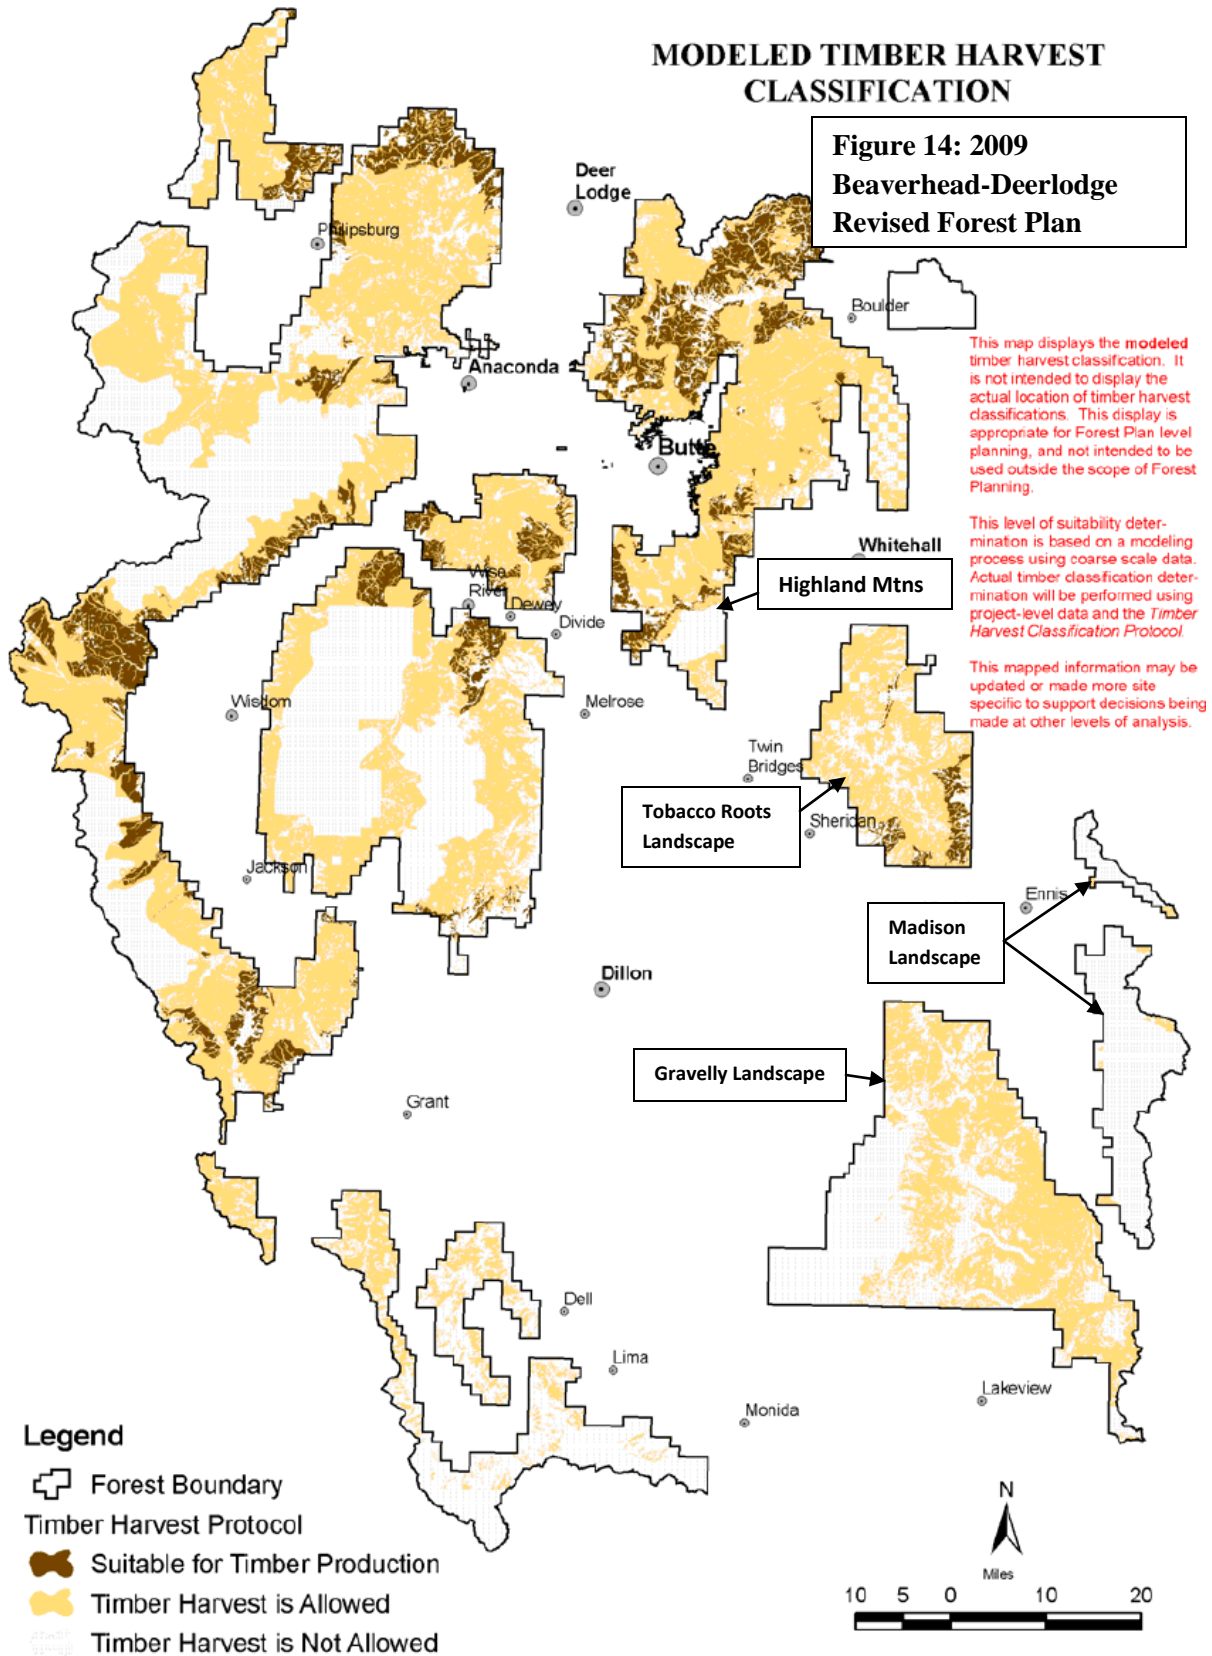 MODELED TIMBER HARVEST
CLASSIFICATION
Figure 14: 2009
Beaverhead-Deerlodge
Revised Forest Plan
Deer
Lodge
Philipsburg
Boulder
Anaconda
Butte
This map displays the modeled
timber harvest classification. It
is not intended to display the
actual location of timber harvest
classifications. This display is
appropriate for Forest Plan level
planning, and not intended to be
used outside the scope of Forest
Planning.
This level of suitability deter-
mination is based on a modeling
process using coarse scale data.
Actual timber classification deter-
mination will be performed using
project-level data and the Timber
Harvest Classification Protocol.
This mapped information may be
updated or made more site
specific to support decisions being
made at other levels of analysis.
Whitehall
Highland Mtns
Wise
River
Dewey
Divide
Wisdom
Melrose
Twin
Bridges
Tobacco Roots
Landscape
Sheridan
Jackson
Ennis
Madison
Landscape
Dillon
Gravelly Landscape
Grant
Dell
Lima
Monida
Lakeview
Legend
Forest Boundary
Timber Harvest Protocol
Suitable for Timber Production
Timber Harvest is Allowed
Timber Harvest is Not Allowed
N
Miles
10 5 0 10 20